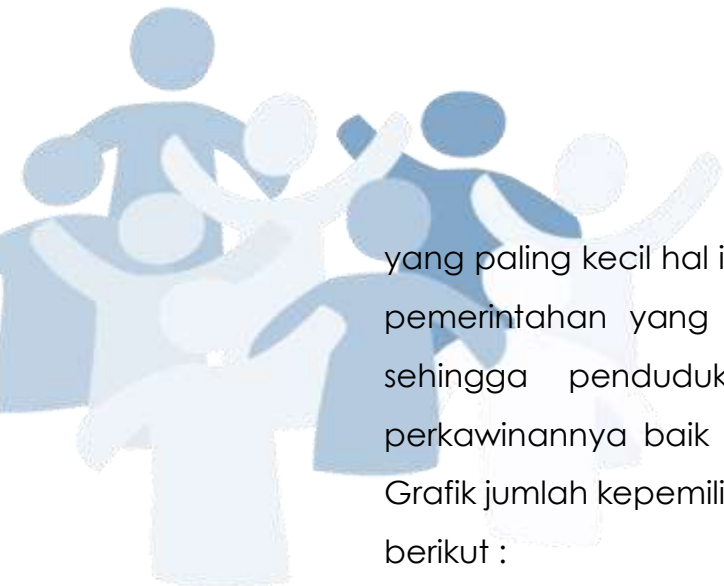 yang paling kecil hal i
pemerintahan yang
sehingga penduduk
perkawinannya baik
Grafik jumlah kepemili
berikut :